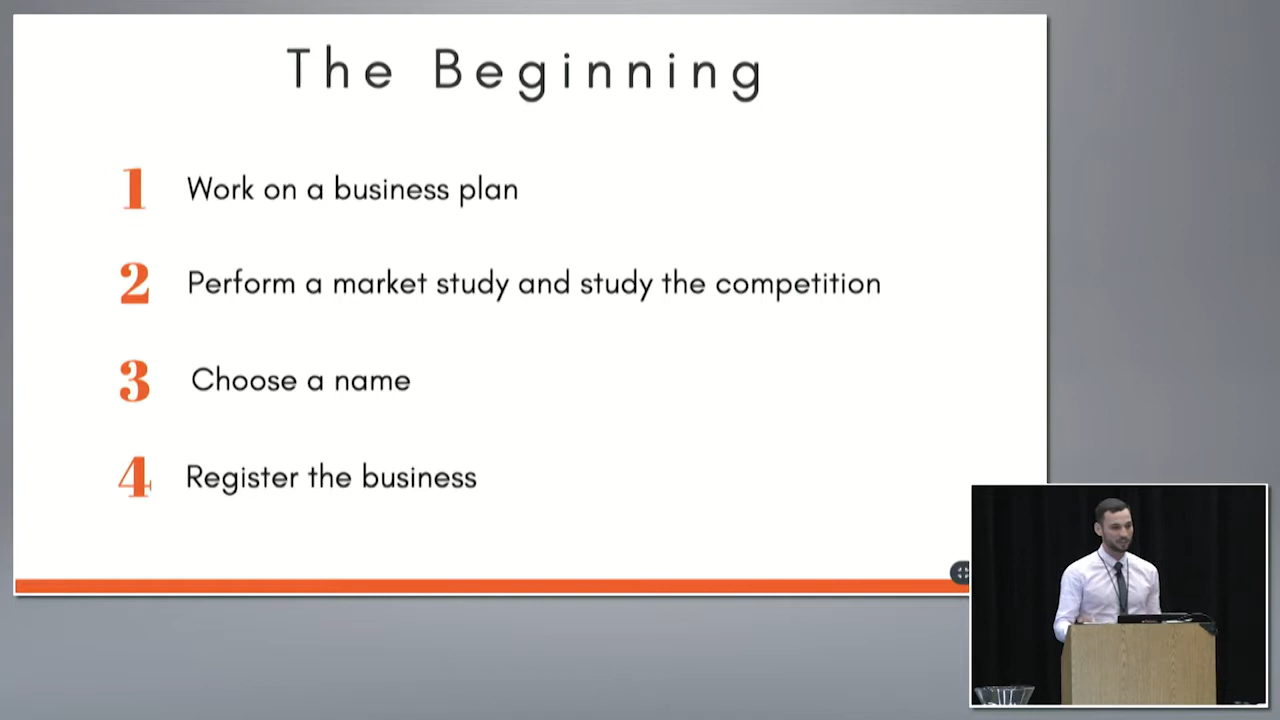 The Beginning
1 Work on a business plan
2 Perform a market study and study the competition
3 Choose a name
4 Register the business